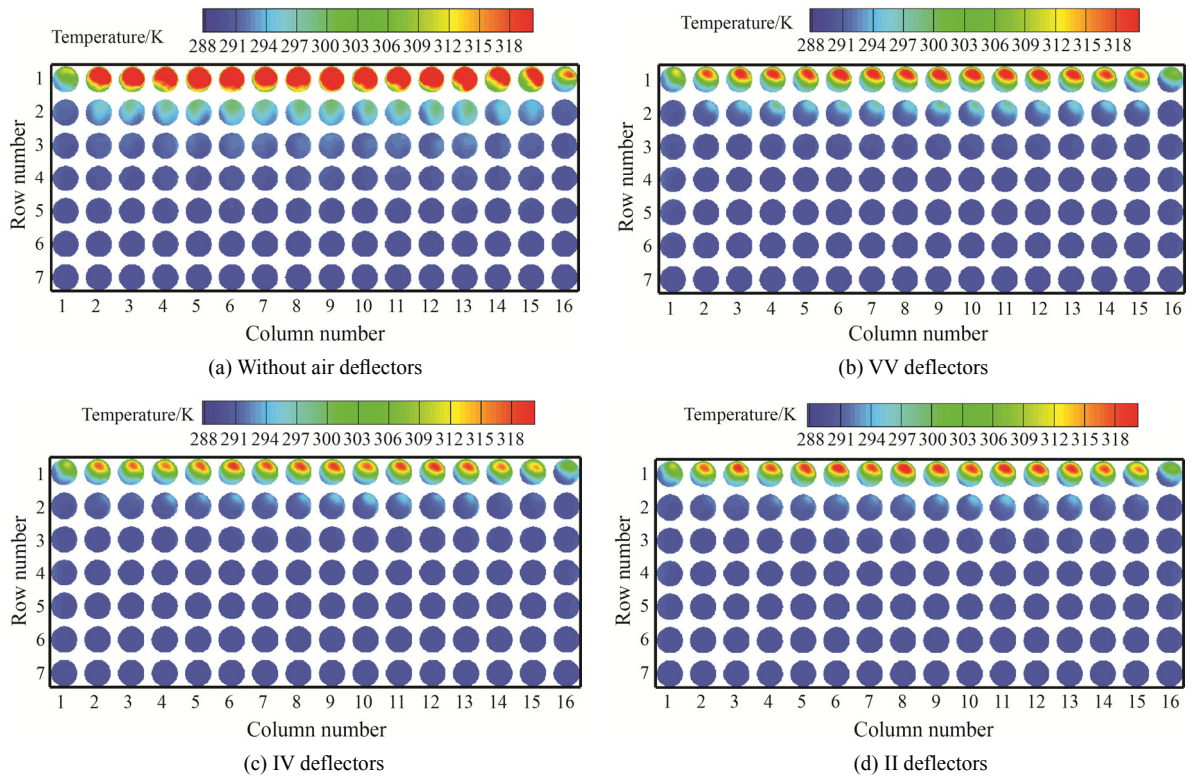 Temperature/K
288 291 294 297 300 303 306 309 312 315 318
Row number
1
2
3
4
5
6
7
1 2 3 4 5 6 7 8 9 10 11 12 13 14 15 16
Column number
(a) Without air deflectors
Temperature/K
288 291 294 297 300 303 306 309 312 315 318
Row number
1
2
3
4
5
6
7
1 2 3 4 5 6 7 8 9 10 11 12 13 14 15 16
Column number
(b) VV deflectors
Temperature/K
288 291 294 297 300 303 306 309 312 315 318
Row number
1
2
3
4
5
6
7
1 2 3 4 5 6 7 8 9 10 11 12 13 14 15 16
Column number
(c) IV deflectors
Temperature/K
288 291 294 297 300 303 306 309 312 315 318
Row number
1
2
3
4
5
6
7
1 2 3 4 5 6 7 8 9 10 11 12 13 14 15 16
Column number
(d) II deflectors